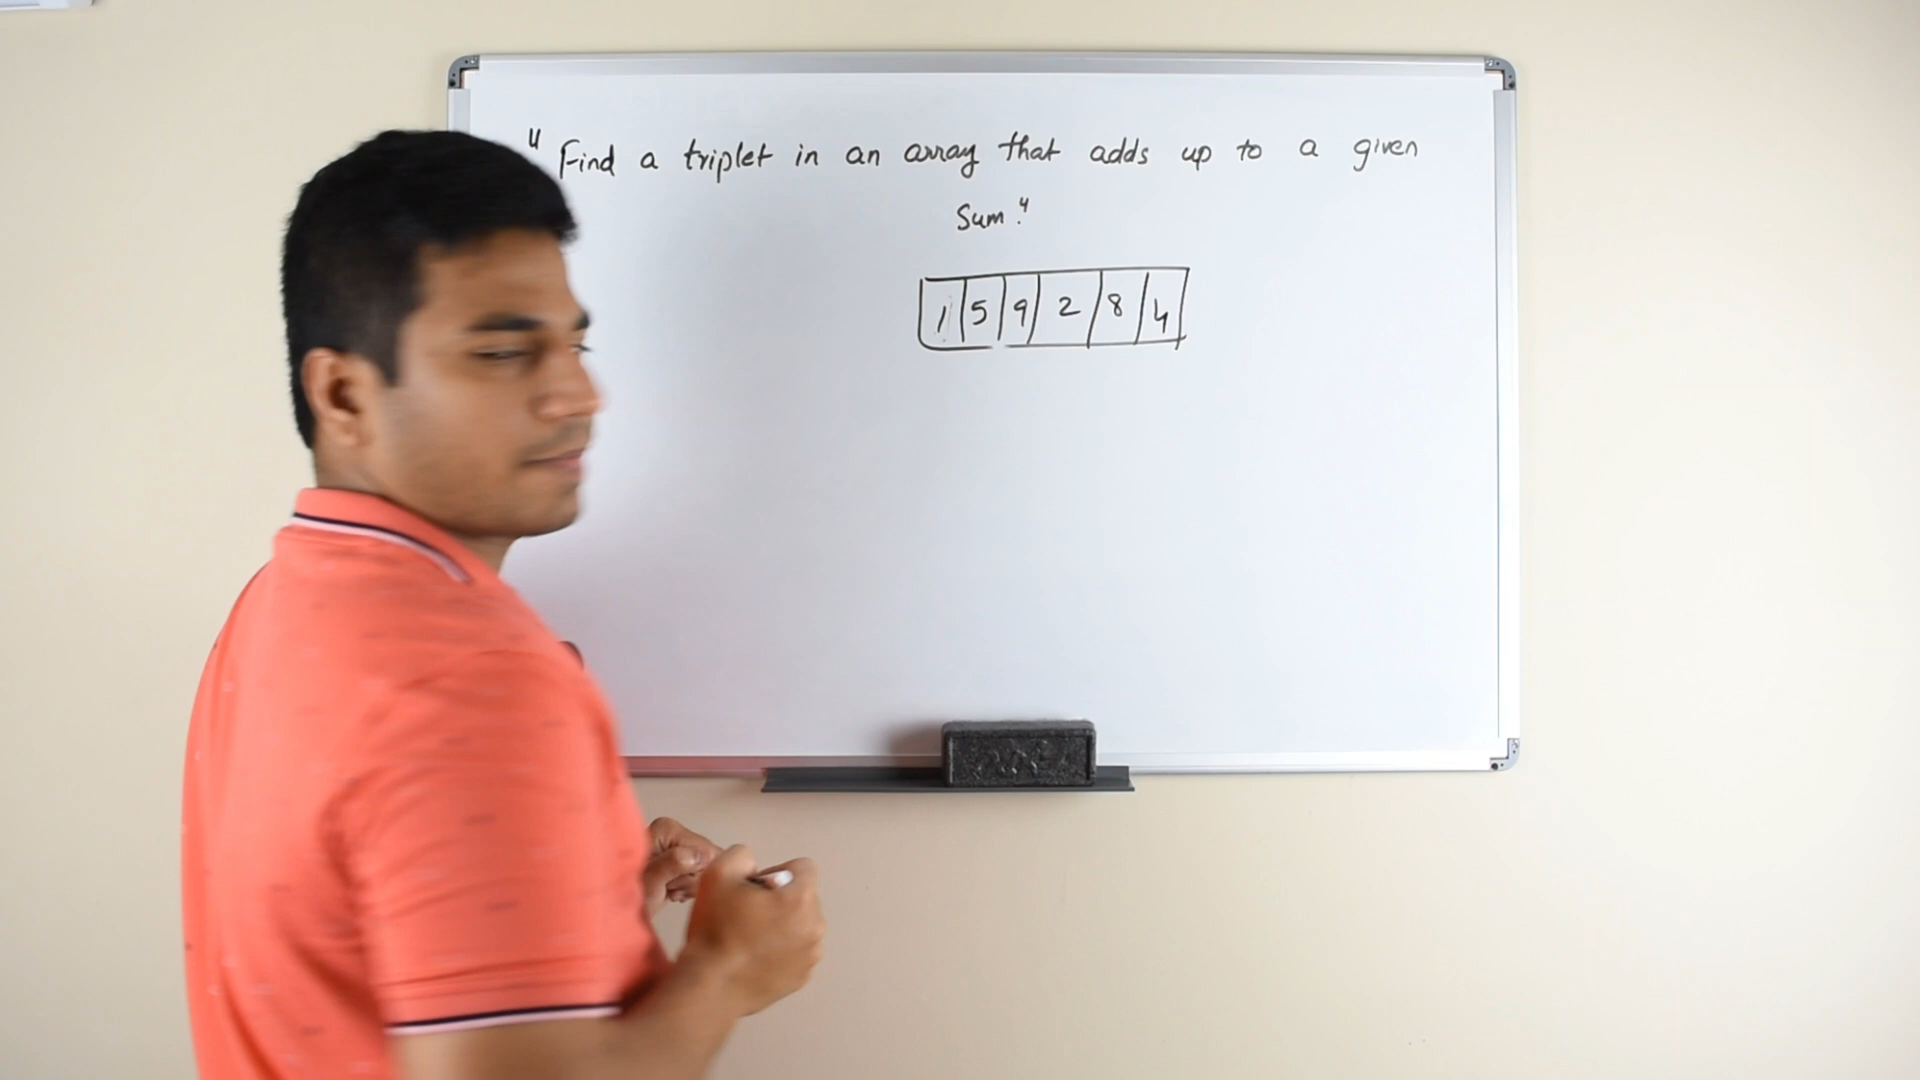 "Find a triplet in an array that adds up to a given
Sum."
1 5 9 2 8 4